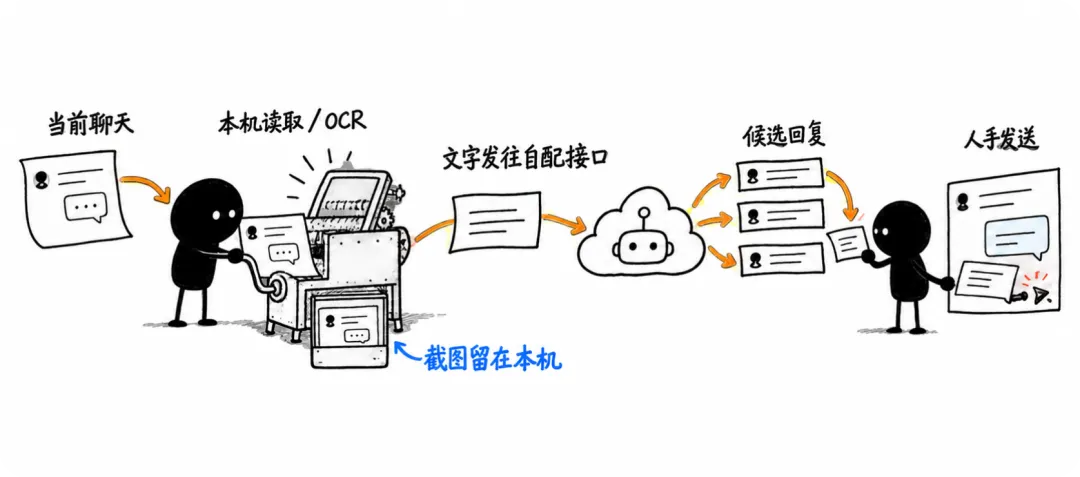 当前聊天
本机读取/OCR
文字发往自配接口
候选回复
人手发送
截图留在本机